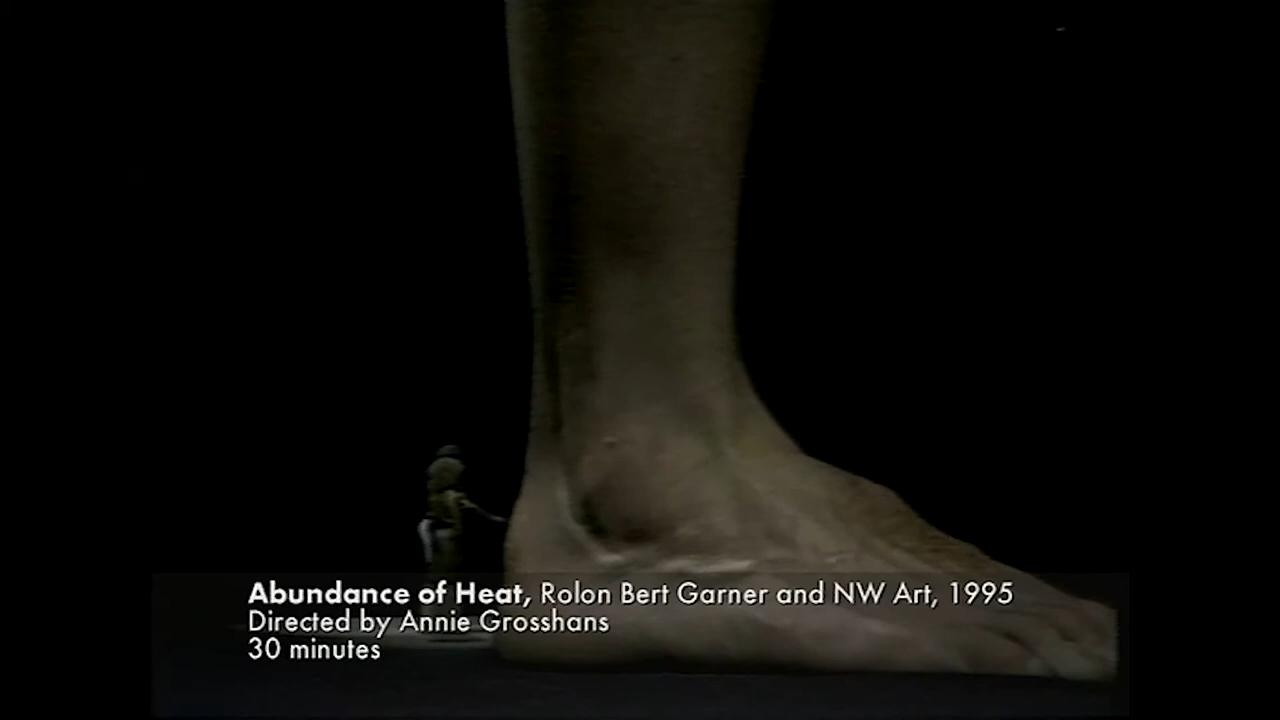 Abundance of Heat, Rolon Bert Garner and NW Art, 1995
Directed by Annie Grosshans
30 minutes